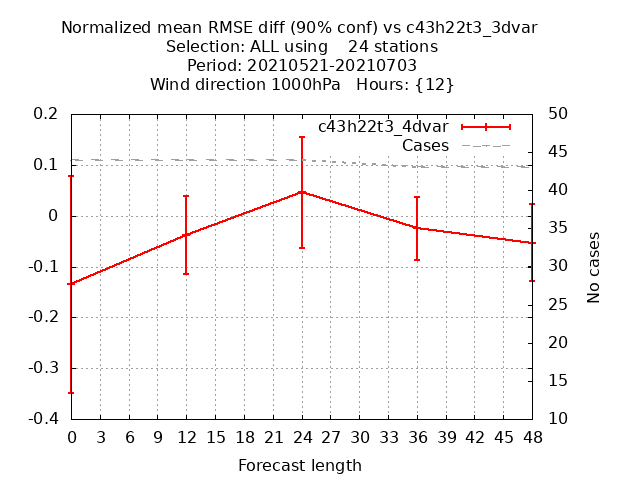 Normalized mean RMSE diff (90% conf) vs c43h22t3_3dvar
Selection: ALL using    24 stations
Period: 20210521-20210703
Wind direction 1000hPa   Hours: {12}
c43h22t3_4dvar
Cases
0.2
0.1
0
-0.1
-0.2
-0.3
-0.4
50
45
40
35
30
25
20
15
10
No cases
0 3 6 9 12 15 18 21 24 27 30 33 36 39 42 45 48
Forecast length